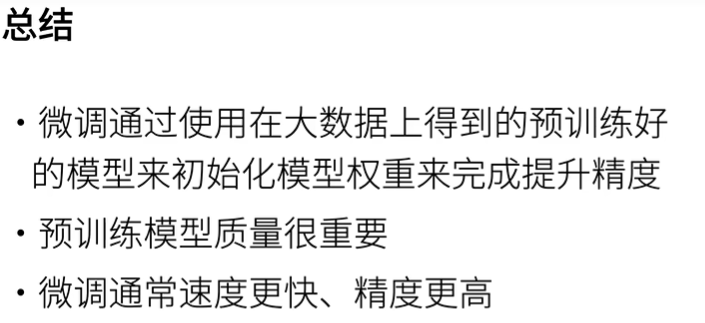 总结
• 微调通过使用在大数据上得到的预训练好
的模型来初始化模型权重来完成提升精度
• 预训练模型质量很重要
• 微调通常速度更快、精度更高